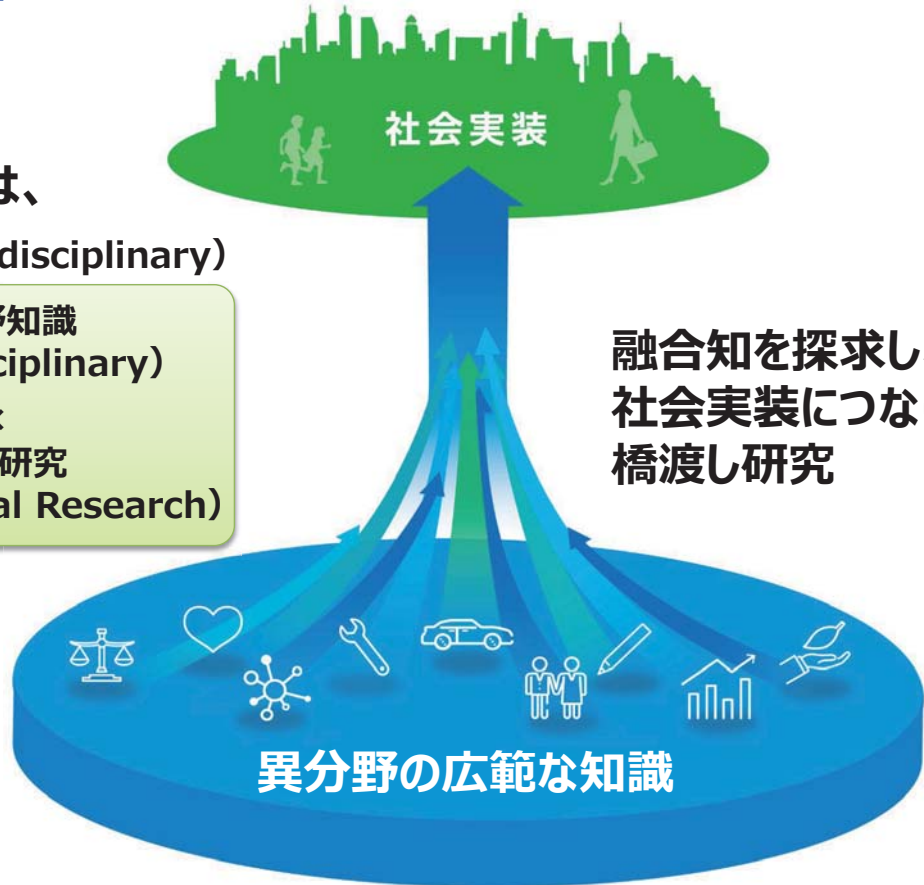 社会実装
は、
disciplinary）
知識
ciplinary）
研究
al Research）
融合知を探求し
社会実装につな
橋渡し研究
異分野の広範な知識